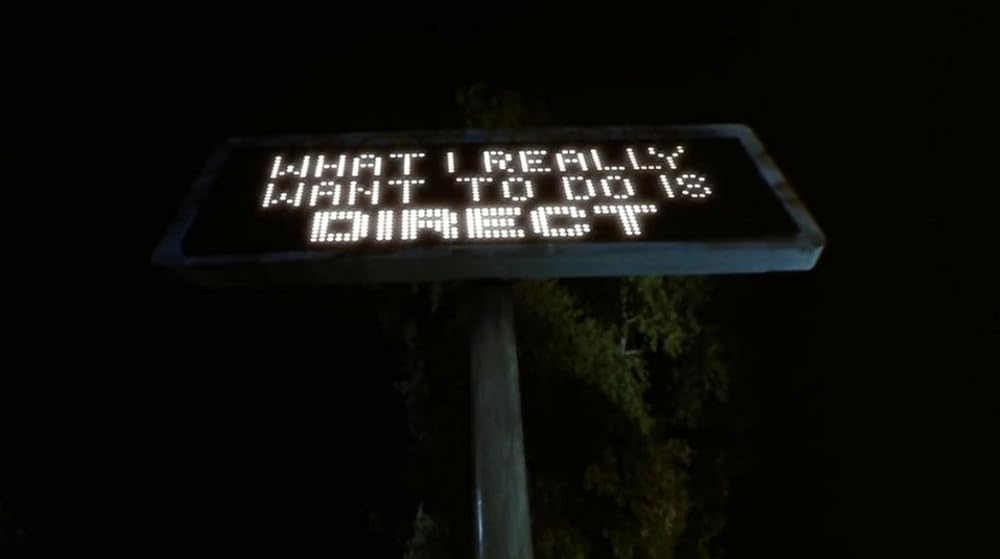 WHAT I REALLY
WANT TO DO IS
DIRECT